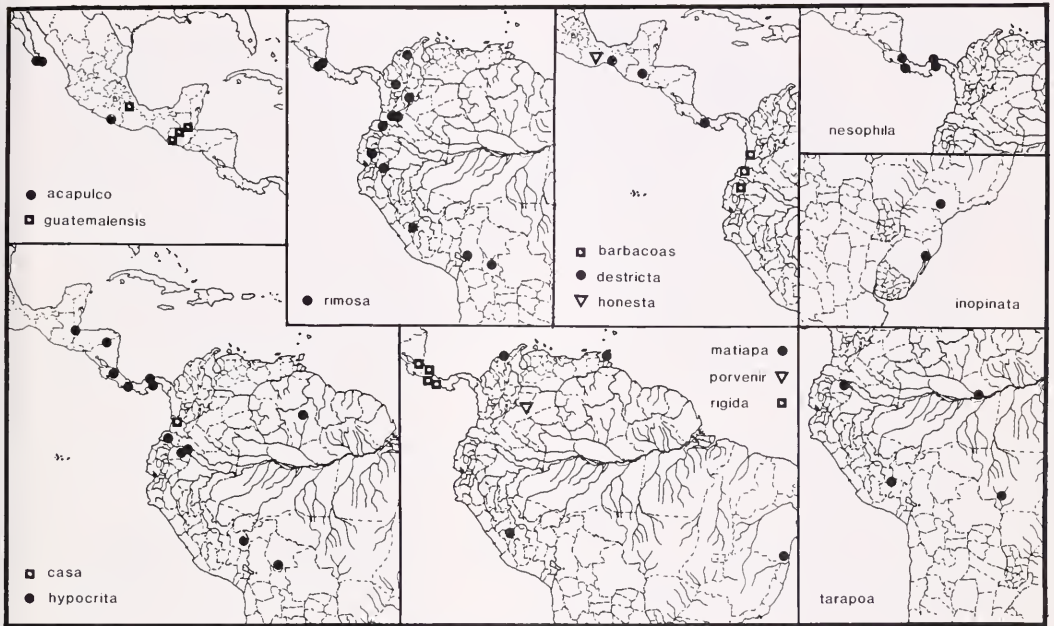 acapulco
guatemalensis
rimosa
barbacoas
destricta
honesta
nesophila
inopinata
casa
hypocrita
matiapa
porvenir
rigida
tarapoa